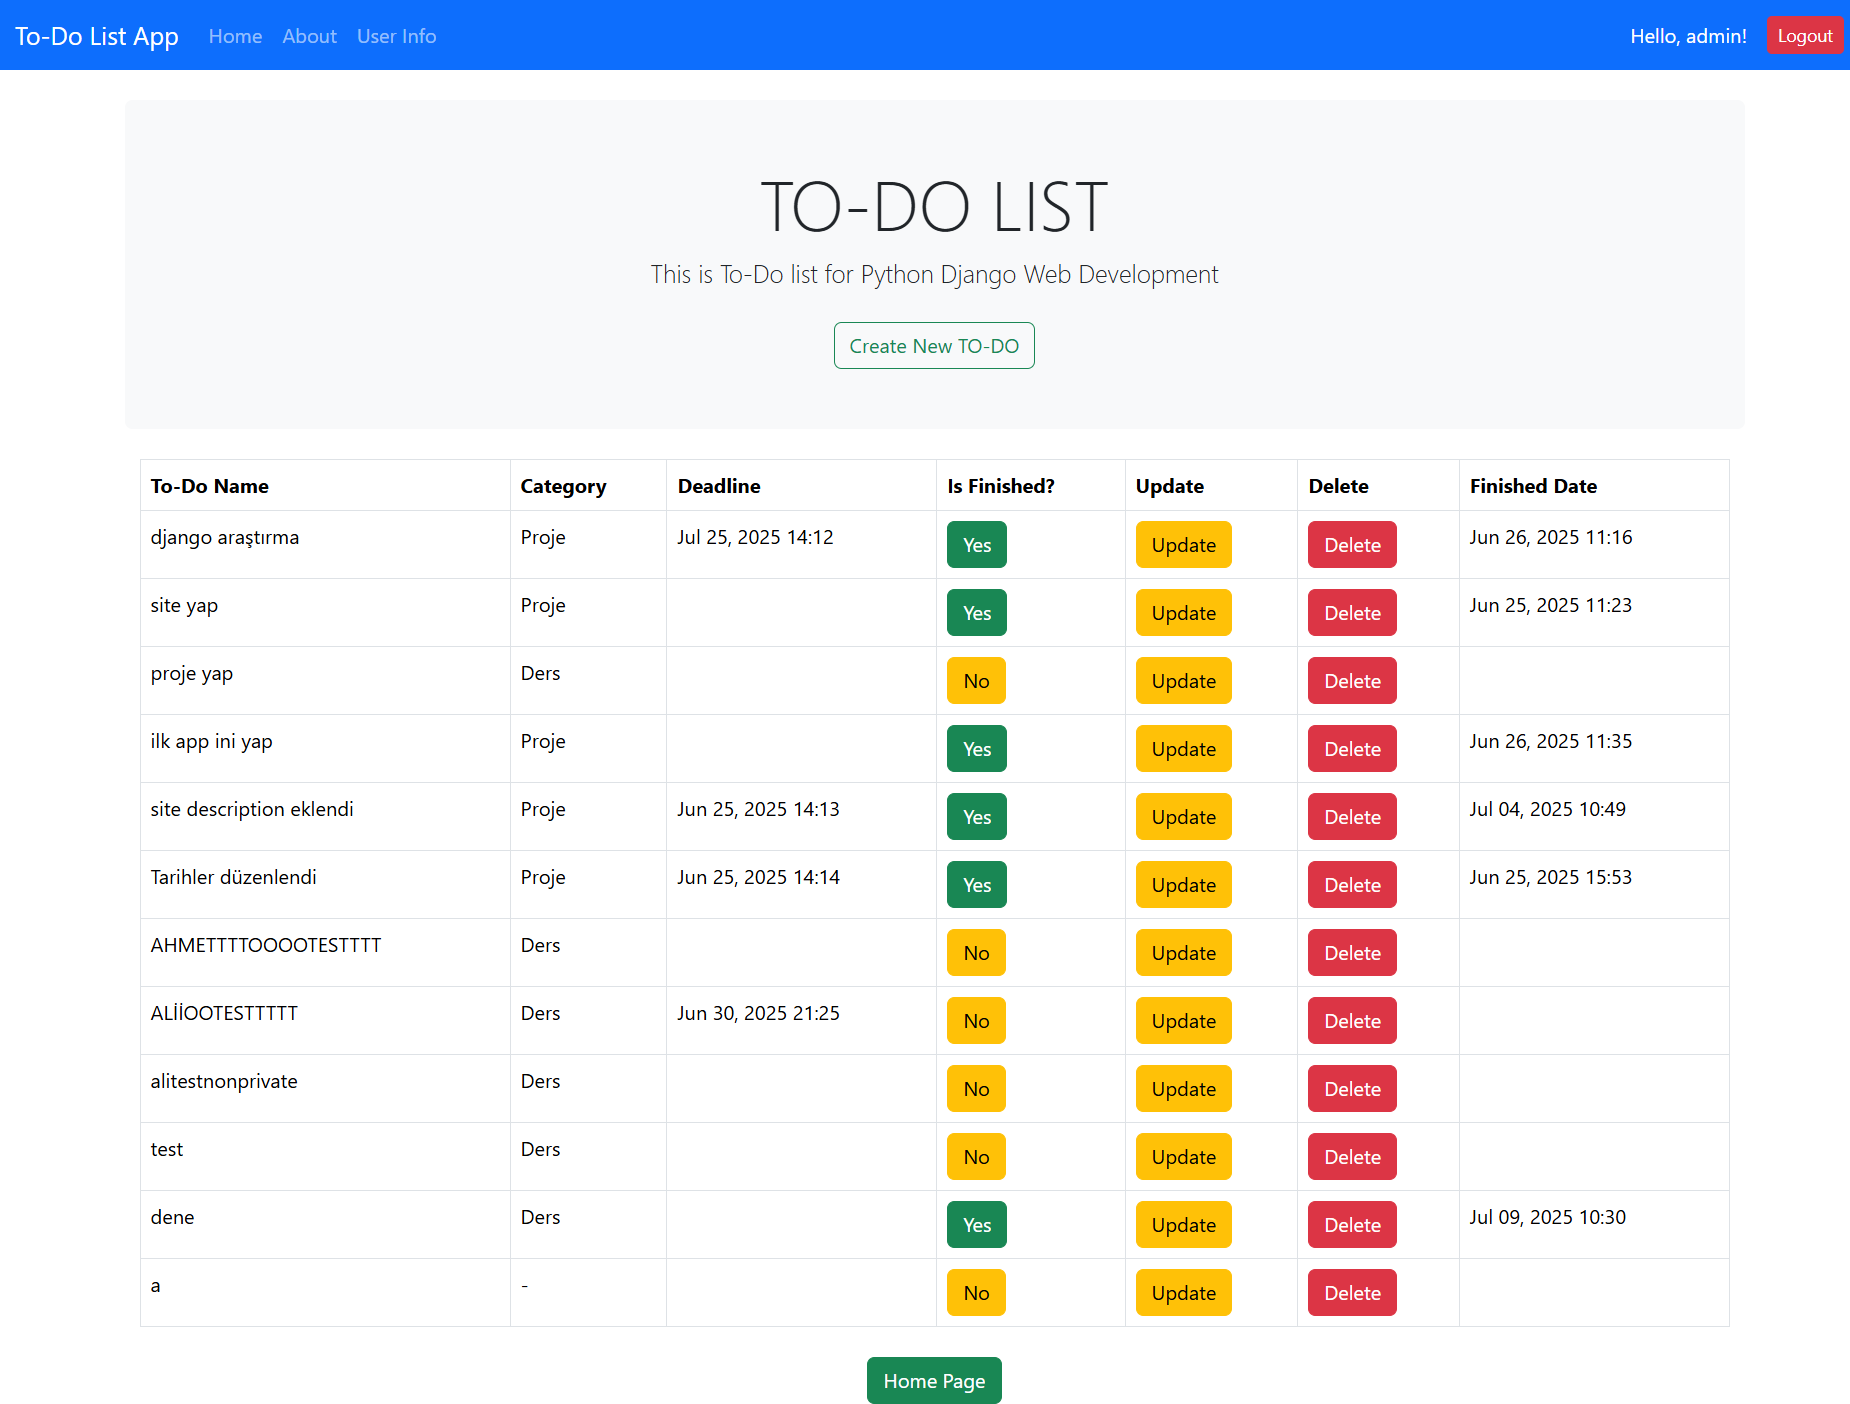 To-Do List App Home About User Info Hello, admin! Logout
TO-DO LIST
This is To-Do list for Python Django Web Development
Create New TO-DO
To-Do Name Category Deadline Is Finished? Update Delete Finished Date
django araştırma Proje Jul 25, 2025 14:12 Yes Update Delete Jun 26, 2025 11:16
site yap Proje Yes Update Delete Jun 25, 2025 11:23
proje yap Ders No Update Delete
ilk app ini yap Proje Yes Update Delete Jun 26, 2025 11:35
site description eklendi Proje Jun 25, 2025 14:13 Yes Update Delete Jul 04, 2025 10:49
Tarihler düzenlendi Proje Jun 25, 2025 14:14 Yes Update Delete Jun 25, 2025 15:53
AHMETTTTOOOOTESTTTT Ders No Update Delete
ALİİOOTESTTTTT Ders Jun 30, 2025 21:25 No Update Delete
alitestnonprivate Ders No Update Delete
test Ders No Update Delete
dene Ders Yes Update Delete Jul 09, 2025 10:30
a - No Update Delete
Home Page